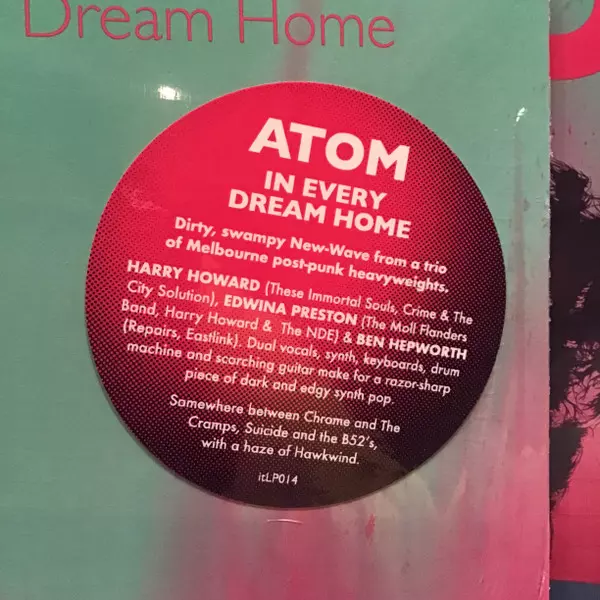 Dream Home
ATOM
IN EVERY
DREAM HOME
Dirty, swampy New-Wave from a trio
of Melbourne post-punk heavyweights,
HARRY HOWARD (These Immortal Souls, Crime & The
City Solution), EDWINA PRESTON (The Moll Flanders
Band, Harry Howard & The NDE) & BEN HEPWORTH
(Repairs, Eastlink). Dual vocals, synth, keyboards, drum
machine and scorching guitar make for a razor-sharp
piece of dark and edgy synth pop.
Somewhere between Chrome and The
Cramps, Suicide and the B52's,
with a haze of Hawkwind.
itLP014